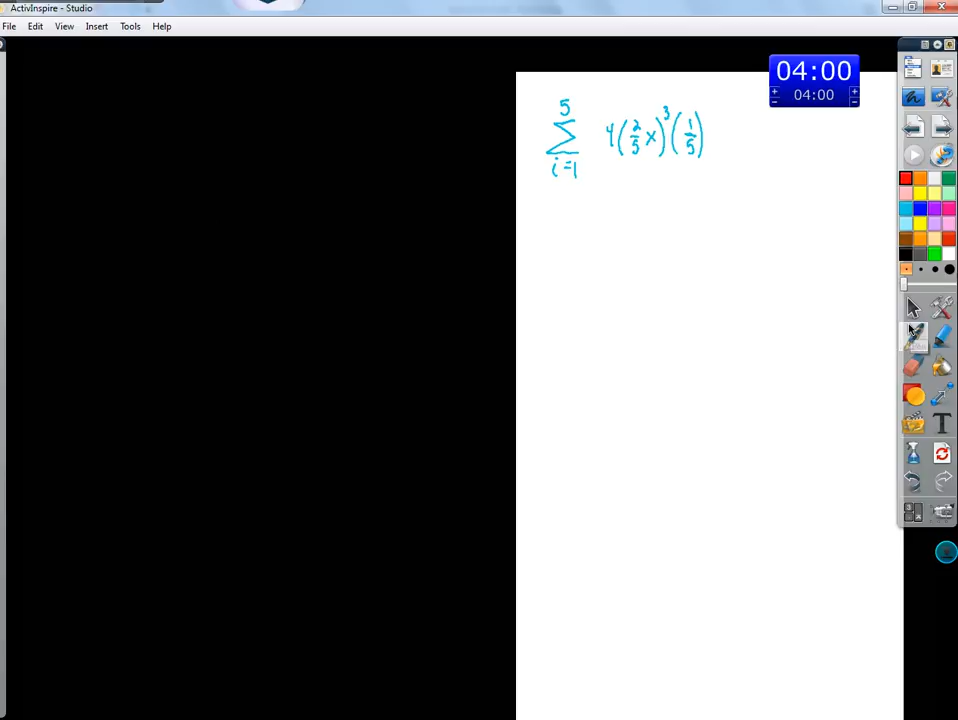 ActivInspire - Studio
File Edit View Insert Tools Help
04:00
04:00
5
∑ 4(2/5 x)^3 (1/5)
i=1